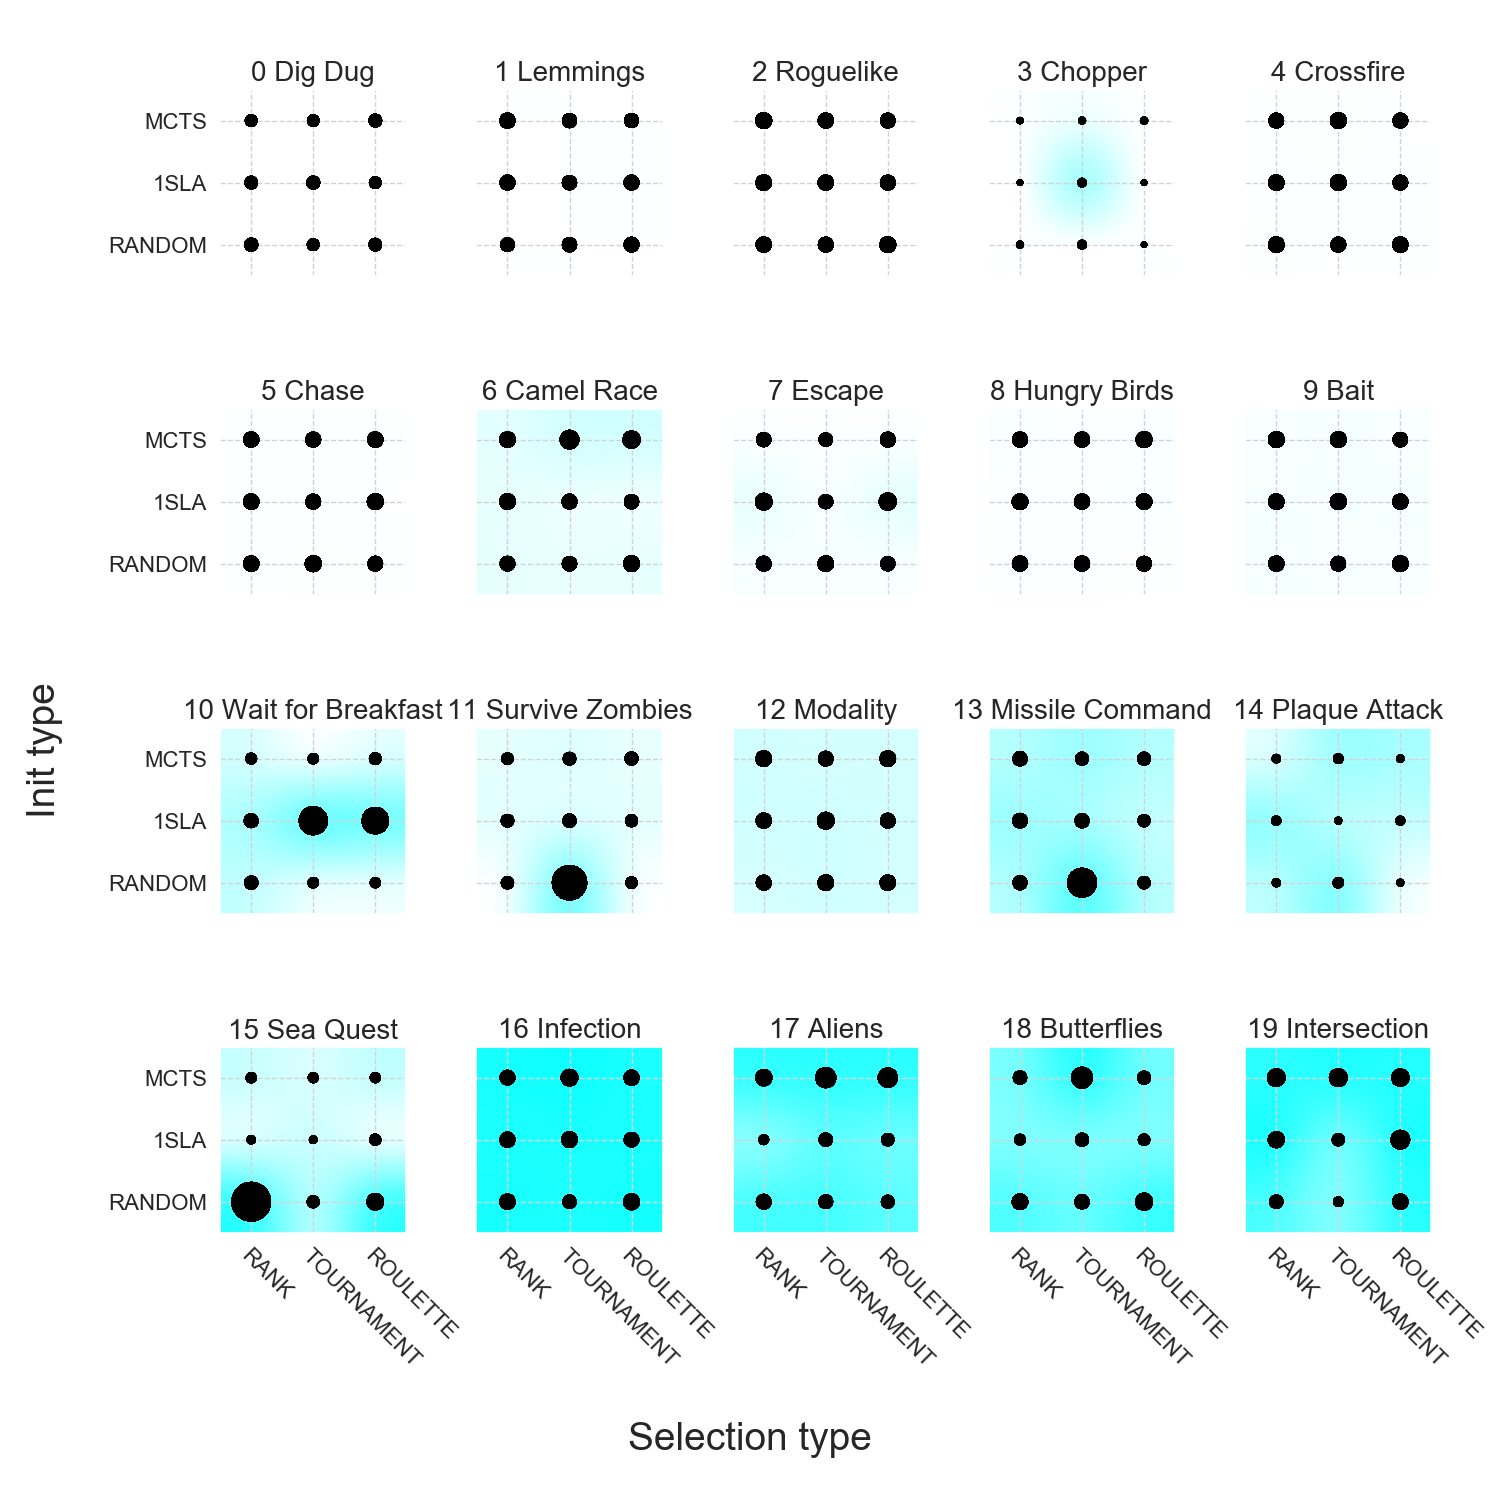 0 Dig Dug 1 Lemmings 2 Roguelike 3 Chopper 4 Crossfire
MCTS
1SLA
RANDOM
5 Chase 6 Camel Race 7 Escape 8 Hungry Birds 9 Bait
MCTS
1SLA
RANDOM
10 Wait for Breakfast 11 Survive Zombies 12 Modality 13 Missile Command 14 Plaque Attack
MCTS
1SLA
RANDOM
Init type
15 Sea Quest 16 Infection 17 Aliens 18 Butterflies 19 Intersection
MCTS
1SLA
RANDOM
RANK TOURNAMENT ROULETTE RANK TOURNAMENT ROULETTE RANK TOURNAMENT ROULETTE RANK TOURNAMENT ROULETTE RANK TOURNAMENT ROULETTE
Selection type